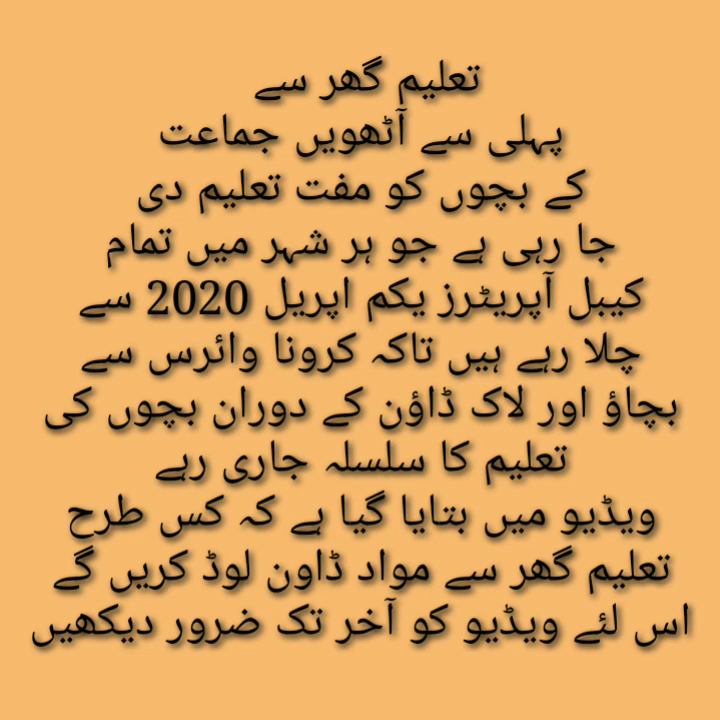 تعلیم گھر سے
پہلی سے آٹھویں جماعت
کے بچوں کو مفت تعلیم دی
جا رہی ہے جو ہر شہر میں تمام
کیبل آپریٹرز یکم اپریل 2020 سے
چلا رہے ہیں تاکہ کرونا وائرس سے
بچاؤ اور لاک ڈاؤن کے دوران بچوں کی
تعلیم کا سلسلہ جاری رہے
ویڈیو میں بتایا گیا ہے کہ کس طرح
تعلیم گھر سے مواد ڈاون لوڈ کریں گے
اس لئے ویڈیو کو آخر تک ضرور دیکھیں